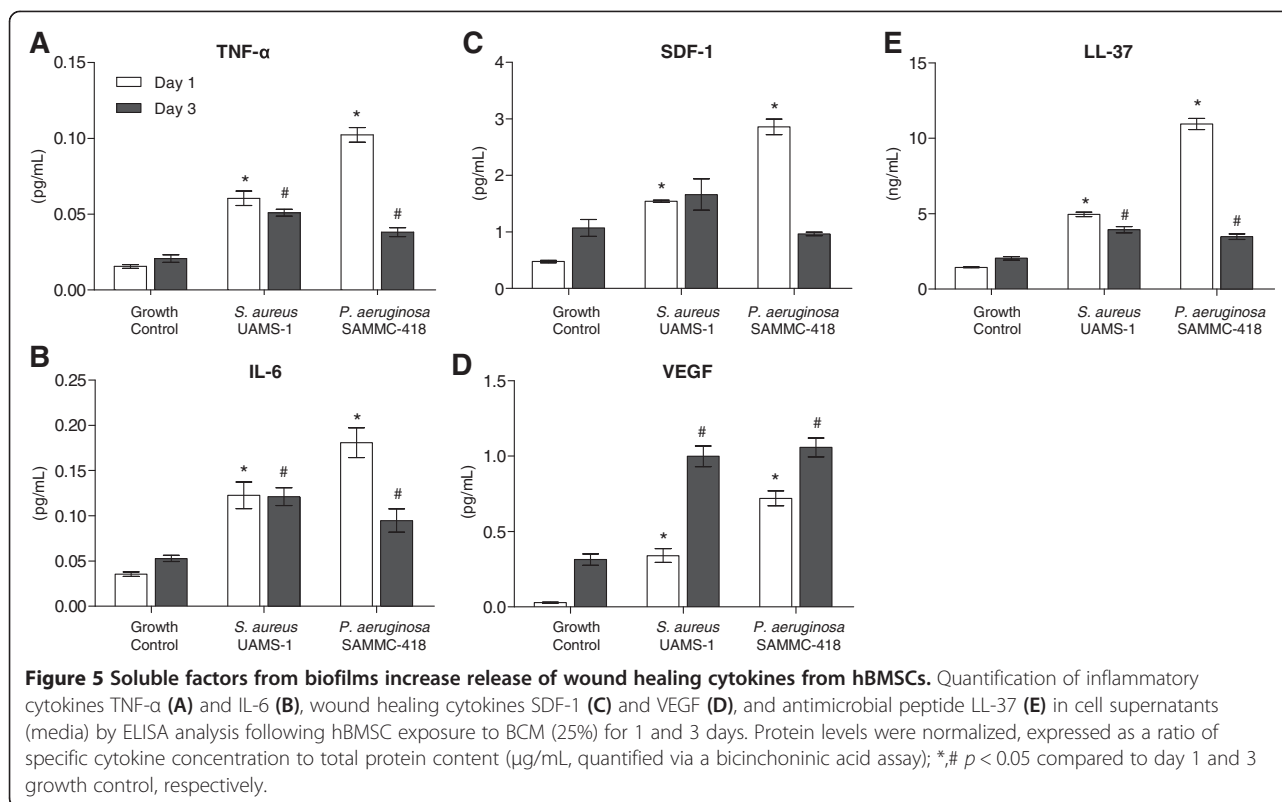 A
TNF-α
0.15
0.10
0.05
0.00
(pg/mL)
Day 1
Day 3
*
#
*
#
Growth Control
S. aureus UAMS-1
P. aeruginosa SAMMC-418
C
SDF-1
4
3
2
1
0
(pg/mL)
*
*
Growth Control
S. aureus UAMS-1
P. aeruginosa SAMMC-418
E
LL-37
15
10
5
0
(ng/mL)
*
#
*
#
Growth Control
S. aureus UAMS-1
P. aeruginosa SAMMC-418
B
IL-6
0.25
0.20
0.15
0.10
0.05
0.00
(pg/mL)
*
#
*
#
Growth Control
S. aureus UAMS-1
P. aeruginosa SAMMC-418
D
VEGF
1.5
1.0
0.5
0.0
(pg/mL)
*
#
*
#
Growth Control
S. aureus UAMS-1
P. aeruginosa SAMMC-418
Figure 5 Soluble factors from biofilms increase release of wound healing cytokines from hBMSCs. Quantification of inflammatory
cytokines TNF-α (A) and IL-6 (B), wound healing cytokines SDF-1 (C) and VEGF (D), and antimicrobial peptide LL-37 (E) in cell supernatants
(media) by ELISA analysis following hBMSC exposure to BCM (25%) for 1 and 3 days. Protein levels were normalized, expressed as a ratio of
specific cytokine concentration to total protein content (μg/mL, quantified via a bicinchoninic acid assay); *,# p < 0.05 compared to day 1 and 3
growth control, respectively.